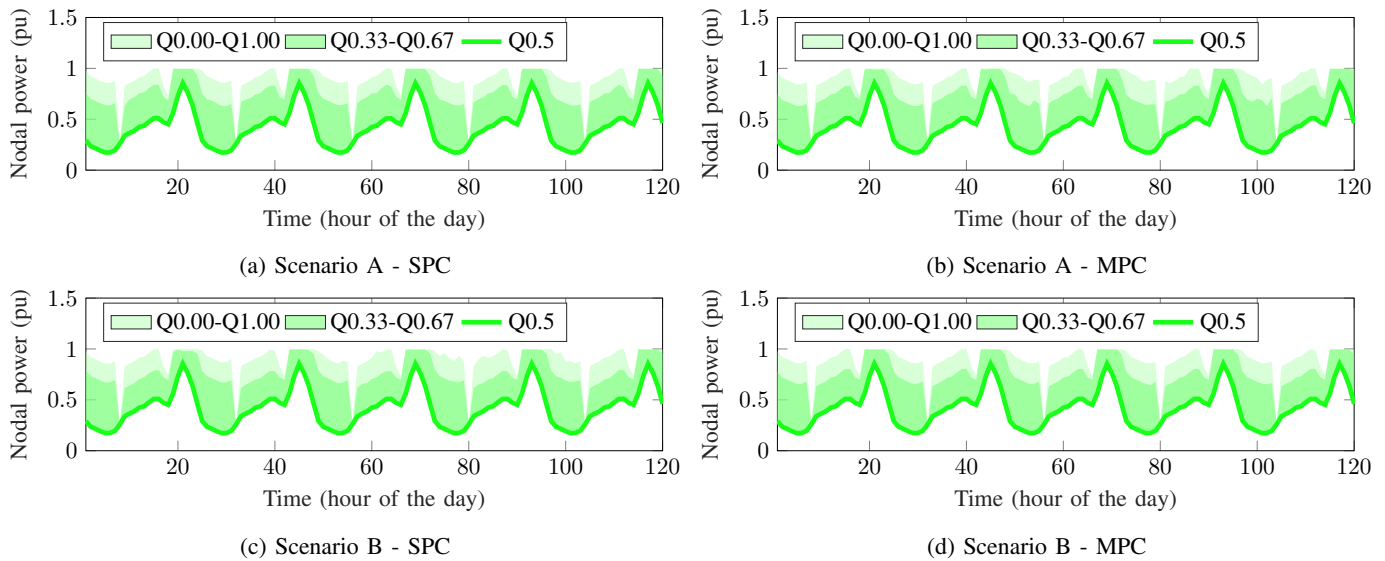 Nodal power (pu)
1.5
1
0.5
0
Q0.00-Q1.00 Q0.33-Q0.67 Q0.5
20 40 60 80 100 120
Time (hour of the day)
(a) Scenario A - SPC
Nodal power (pu)
1.5
1
0.5
0
Q0.00-Q1.00 Q0.33-Q0.67 Q0.5
20 40 60 80 100 120
Time (hour of the day)
(b) Scenario A - MPC
Nodal power (pu)
1.5
1
0.5
0
Q0.00-Q1.00 Q0.33-Q0.67 Q0.5
20 40 60 80 100 120
Time (hour of the day)
(c) Scenario B - SPC
Nodal power (pu)
1.5
1
0.5
0
Q0.00-Q1.00 Q0.33-Q0.67 Q0.5
20 40 60 80 100 120
Time (hour of the day)
(d) Scenario B - MPC